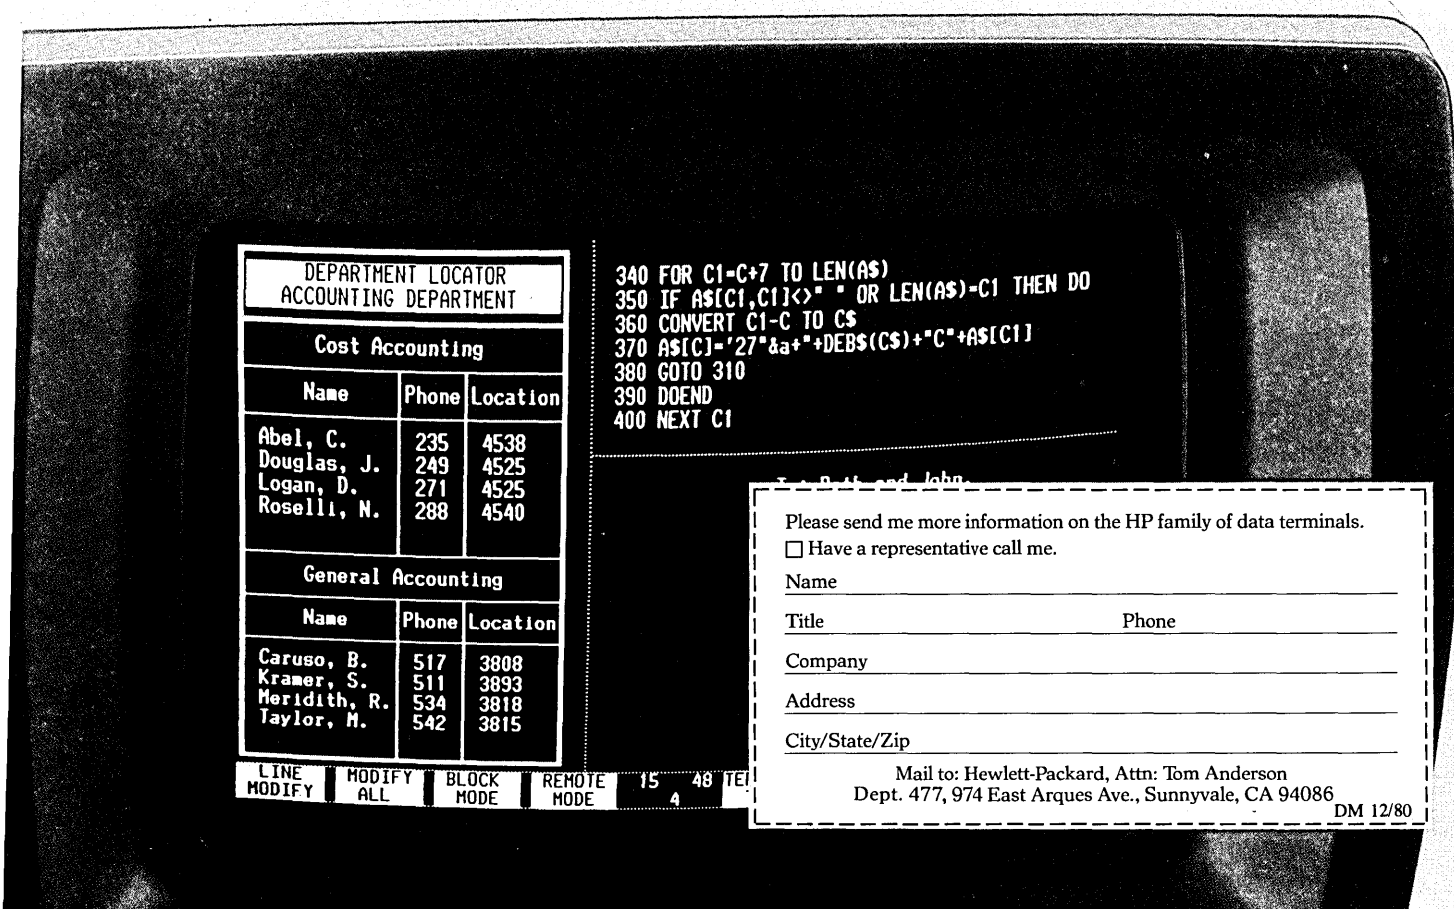 DEPARTMENT LOCATOR
ACCOUNTING DEPARTMENT
Cost Accounting
Name Phone Location
Abel, C. 235 4538
Douglas, J. 249 4525
Logan, D. 271 4525
Roselli, N. 288 4540
General Accounting
Name Phone Location
Caruso, B. 517 3808
Kramer, S. 511 3893
Meridith, R. 534 3818
Taylor, M. 542 3815
340 FOR C1=C+7 TO LEN(A$)
350 IF A$[C1,C1]<>" " OR LEN(A$)=C1 THEN DO
360 CONVERT C1-C TO C$
370 A$[C]='27"&a+"+DEB$(C$)+"C"+A$[C1]
380 GOTO 310
390 DOEND
400 NEXT C1
and John,
LINE MODIFY
MODIFY ALL
BLOCK MODE
REMOTE MODE
15 48
4
Please send me more information on the HP family of data terminals.
☐ Have a representative call me.
Name
Title Phone
Company
Address
City/State/Zip
Mail to: Hewlett-Packard, Attn: Tom Anderson
Dept. 477, 974 East Arques Ave., Sunnyvale, CA 94086
DM 12/80